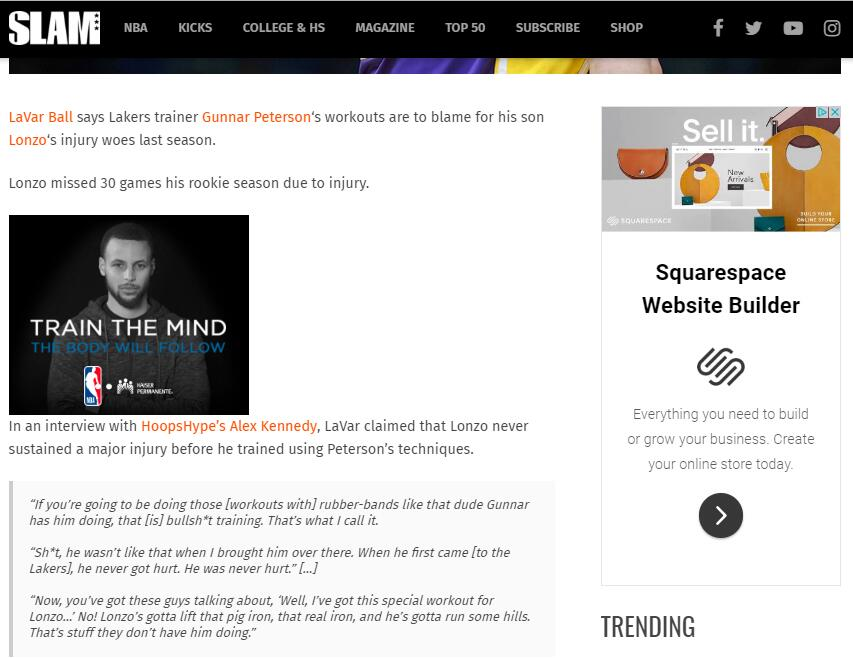 SLAM
NBA
KICKS
COLLEGE & HS
MAGAZINE
TOP 50
SUBSCRIBE
SHOP
LaVar Ball says Lakers trainer Gunnar Peterson‘s workouts are to blame for his son
Lonzo‘s injury woes last season.
Lonzo missed 30 games his rookie season due to injury.
TRAIN THE MIND
THE BODY WILL FOLLOW
NBA
KAISER
PERMANENTE.
In an interview with HoopsHype’s Alex Kennedy, LaVar claimed that Lonzo never
sustained a major injury before he trained using Peterson’s techniques.
“If you’re going to be doing those [workouts with] rubber-bands like that dude Gunnar
has him doing, that [is] bullsh*t training. That’s what I call it.
“Sh*t, he wasn’t like that when I brought him over there. When he first came [to the
Lakers], he never got hurt. He was never hurt.” […]
“Now, you’ve got these guys talking about, ‘Well, I’ve got this special workout for
Lonzo…’ No! Lonzo’s gotta lift that pig iron, that real iron, and he’s gotta run some hills.
That’s stuff they don’t have him doing.”
Sell it.
New
Arrivals
SQUARESPACE
BUILD YOUR
ONLINE STORE
Squarespace
Website Builder
Everything you need to build
or grow your business. Create
your online store today.
TRENDING